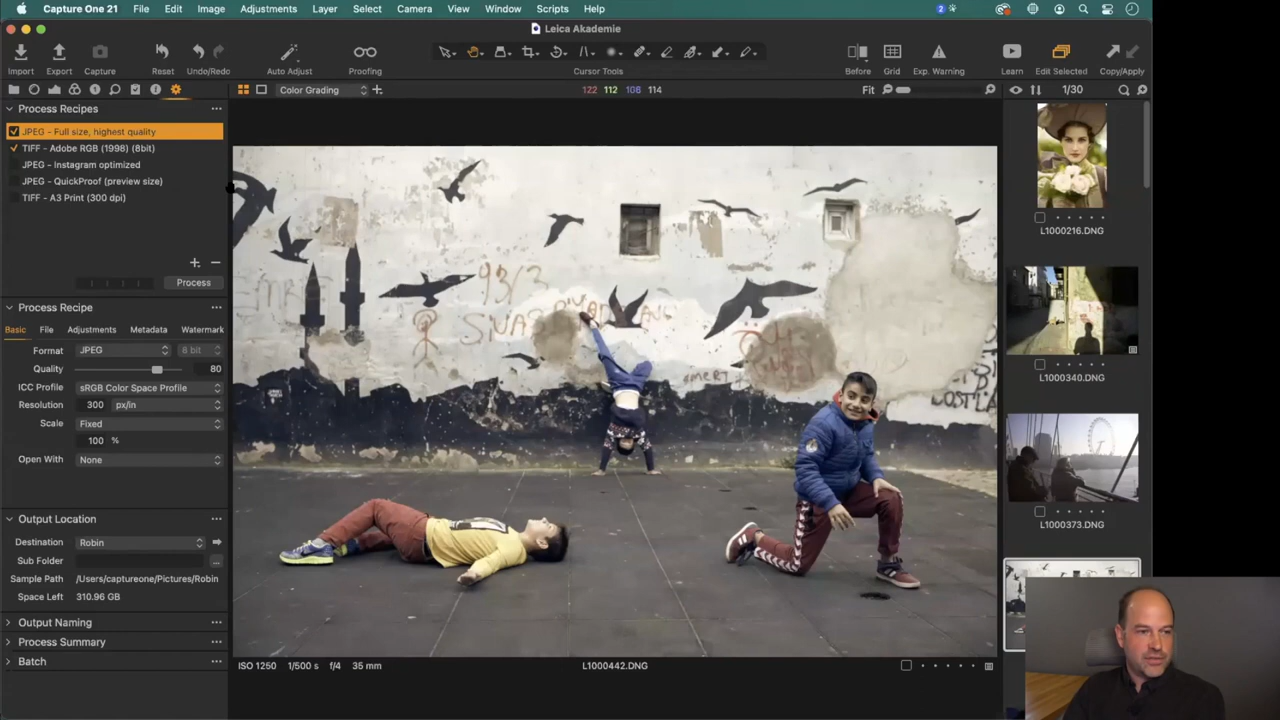 Capture One 21 File Edit Image Adjustments Layer Select Camera View Window Scripts Help 2
Leica Akademie
Import Export Capture Reset Undo/Redo Auto Adjust Proofing Cursor Tools Before Grid Exp. Warning Learn Edit Selected Copy/Apply
Color Grading 122 112 108 114 Fit 1/30
Process Recipes
JPEG - Full size, highest quality
TIFF - Adobe RGB (1998) (8bit)
JPEG - Instagram optimized
JPEG - QuickProof (preview size)
TIFF - A3 Print (300 dpi)
Process
Process Recipe
Basic File Adjustments Metadata Watermark
Format JPEG 8 bit
Quality 80
ICC Profile sRGB Color Space Profile
Resolution 300 px/in
Scale Fixed
100 %
Open With None
Output Location
Destination Robin
Sub Folder
Sample Path /Users/captureone/Pictures/Robin
Space Left 310.96 GB
Output Naming
Process Summary
Batch
93/3
ISO 1250 1/500 s f/4 35 mm L1000442.DNG
L1000216.DNG
L1000340.DNG
L1000373.DNG